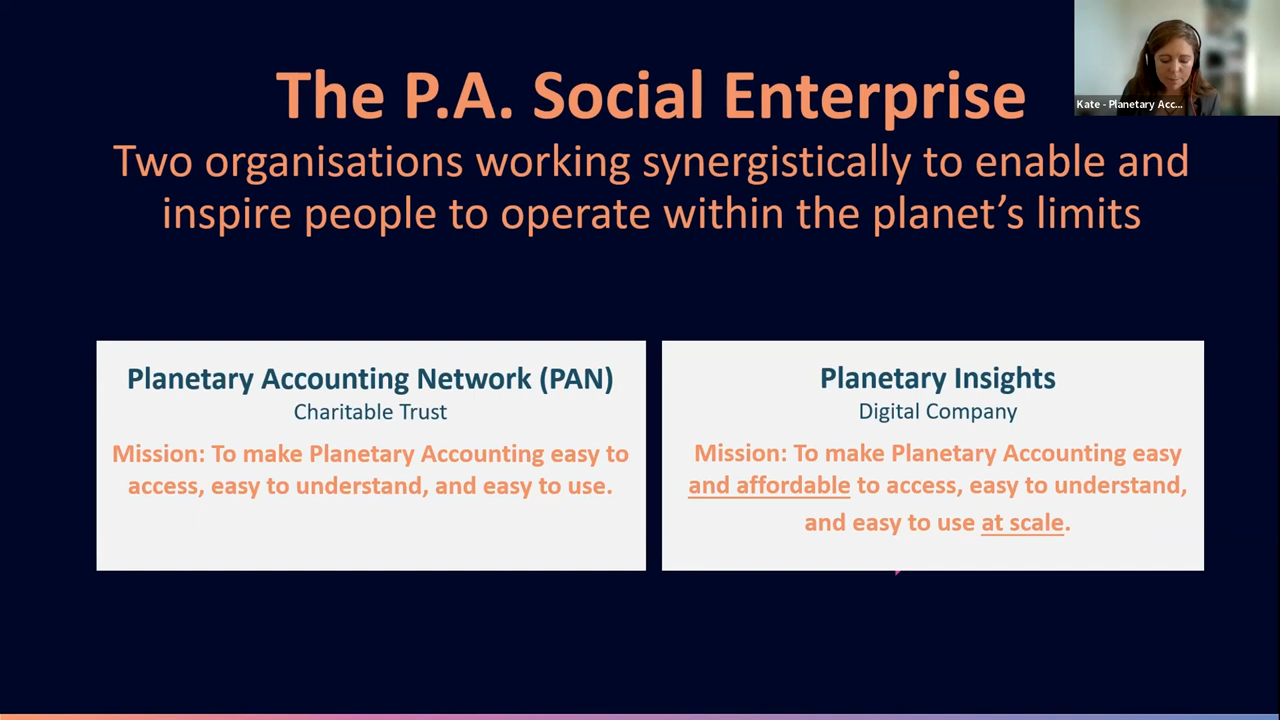 The P.A. Social Enterprise
Two organisations working synergistically to enable and
inspire people to operate within the planet’s limits
Kate - Planetary Acc...
Planetary Accounting Network (PAN)
Charitable Trust
Mission: To make Planetary Accounting easy to
access, easy to understand, and easy to use.
Planetary Insights
Digital Company
Mission: To make Planetary Accounting easy
and affordable to access, easy to understand,
and easy to use at scale.